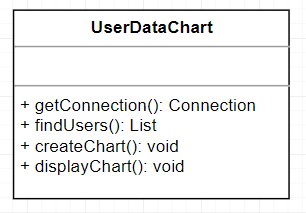 UserDataChart
+ getConnection(): Connection
+ findUsers(): List
+ createChart(): void
+ displayChart(): void